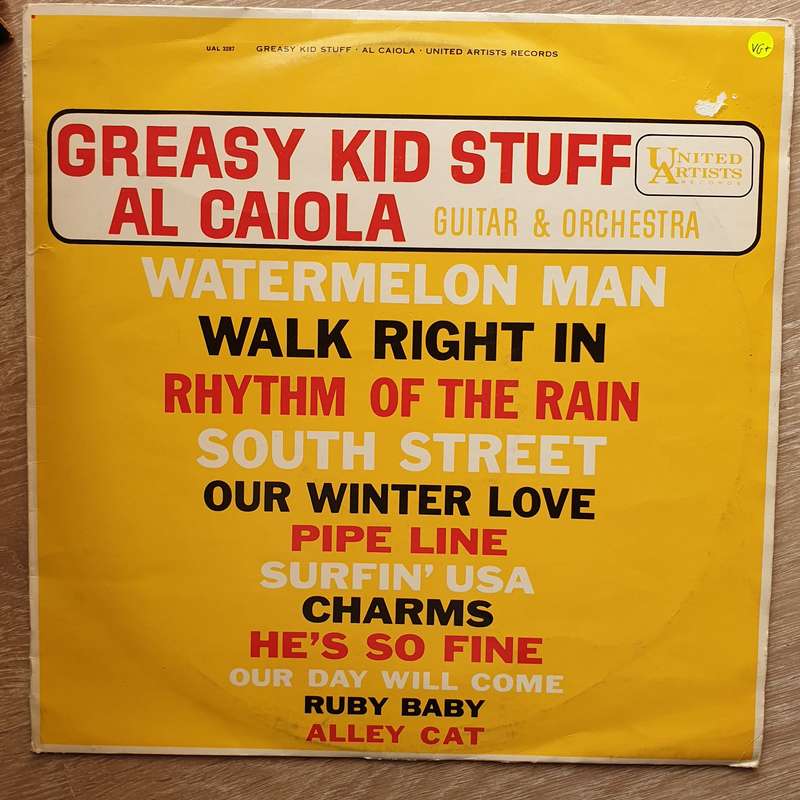 UAL 3287 GREASY KID STUFF · AL CAIOLA · UNITED ARTISTS RECORDS
VG+
GREASY KID STUFF
UNITED
ARTISTS
RECORDS
AL CAIOLA GUITAR & ORCHESTRA
WATERMELON MAN
WALK RIGHT IN
RHYTHM OF THE RAIN
SOUTH STREET
OUR WINTER LOVE
PIPE LINE
SURFIN' USA
CHARMS
HE'S SO FINE
OUR DAY WILL COME
RUBY BABY
ALLEY CAT